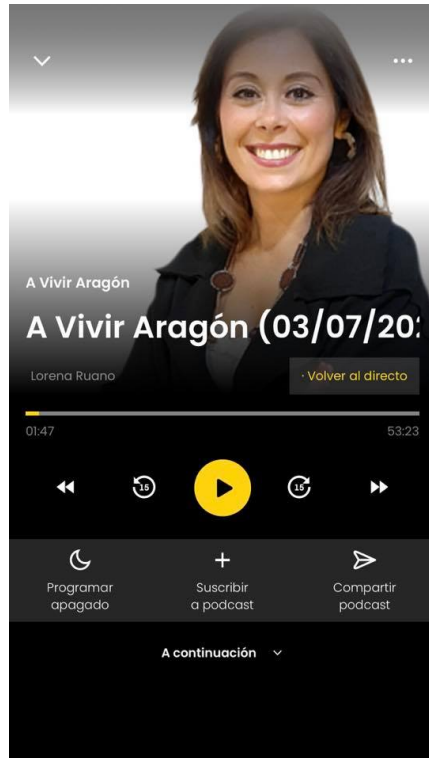 A Vivir Aragón
A Vivir Aragón (03/07/202
Lorena Ruano
· Volver al directo
01:47
53:23
15
15
Programar
apagado
Suscribir
a podcast
Compartir
podcast
A continuación